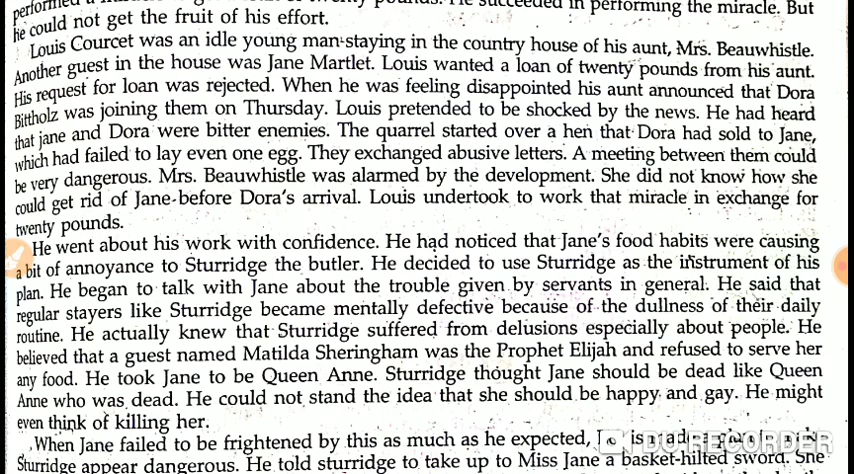 performed a
pounds. He succeeded in performing the miracle. But
he could not get the fruit of his effort.
Louis Courcet was an idle young man staying in the country house of his aunt, Mrs. Beauwhistle.
Another guest in the house was Jane Martlet. Louis wanted a loan of twenty pounds from his aunt.
His request for loan was rejected. When he was feeling disappointed his aunt announced that Dora
Bittholz was joining them on Thursday. Louis pretended to be shocked by the news. He had heard
that jane and Dora were bitter enemies. The quarrel started over a hen that Dora had sold to Jane,
which had failed to lay even one egg. They exchanged abusive letters. A meeting between them could
be very dangerous. Mrs. Beauwhistle was alarmed by the development. She did not know how she
could get rid of Jane before Dora's arrival. Louis undertook to work that miracle in exchange for
twenty pounds.
He went about his work with confidence. He had noticed that Jane's food habits were causing
a bit of annoyance to Sturridge the butler. He decided to use Sturridge as the instrument of his
plan. He began to talk with Jane about the trouble given by servants in general. He said that
regular stayers like Sturridge became mentally defective because of the dullness of their daily
routine. He actually knew that Sturridge suffered from delusions especially about people. He
believed that a guest named Matilda Sheringham was the Prophet Elijah and refused to serve her
any food. He took Jane to be Queen Anne. Sturridge thought Jane should be dead like Queen
Anne who was dead. He could not stand the idea that she should be happy and gay. He might
even think of killing her.
When Jane failed to be frightened by this as much as he expected,
DU RECORDER
Sturridge appear dangerous. He told sturridge to take up to Miss Jane a basket-hilted sword. She